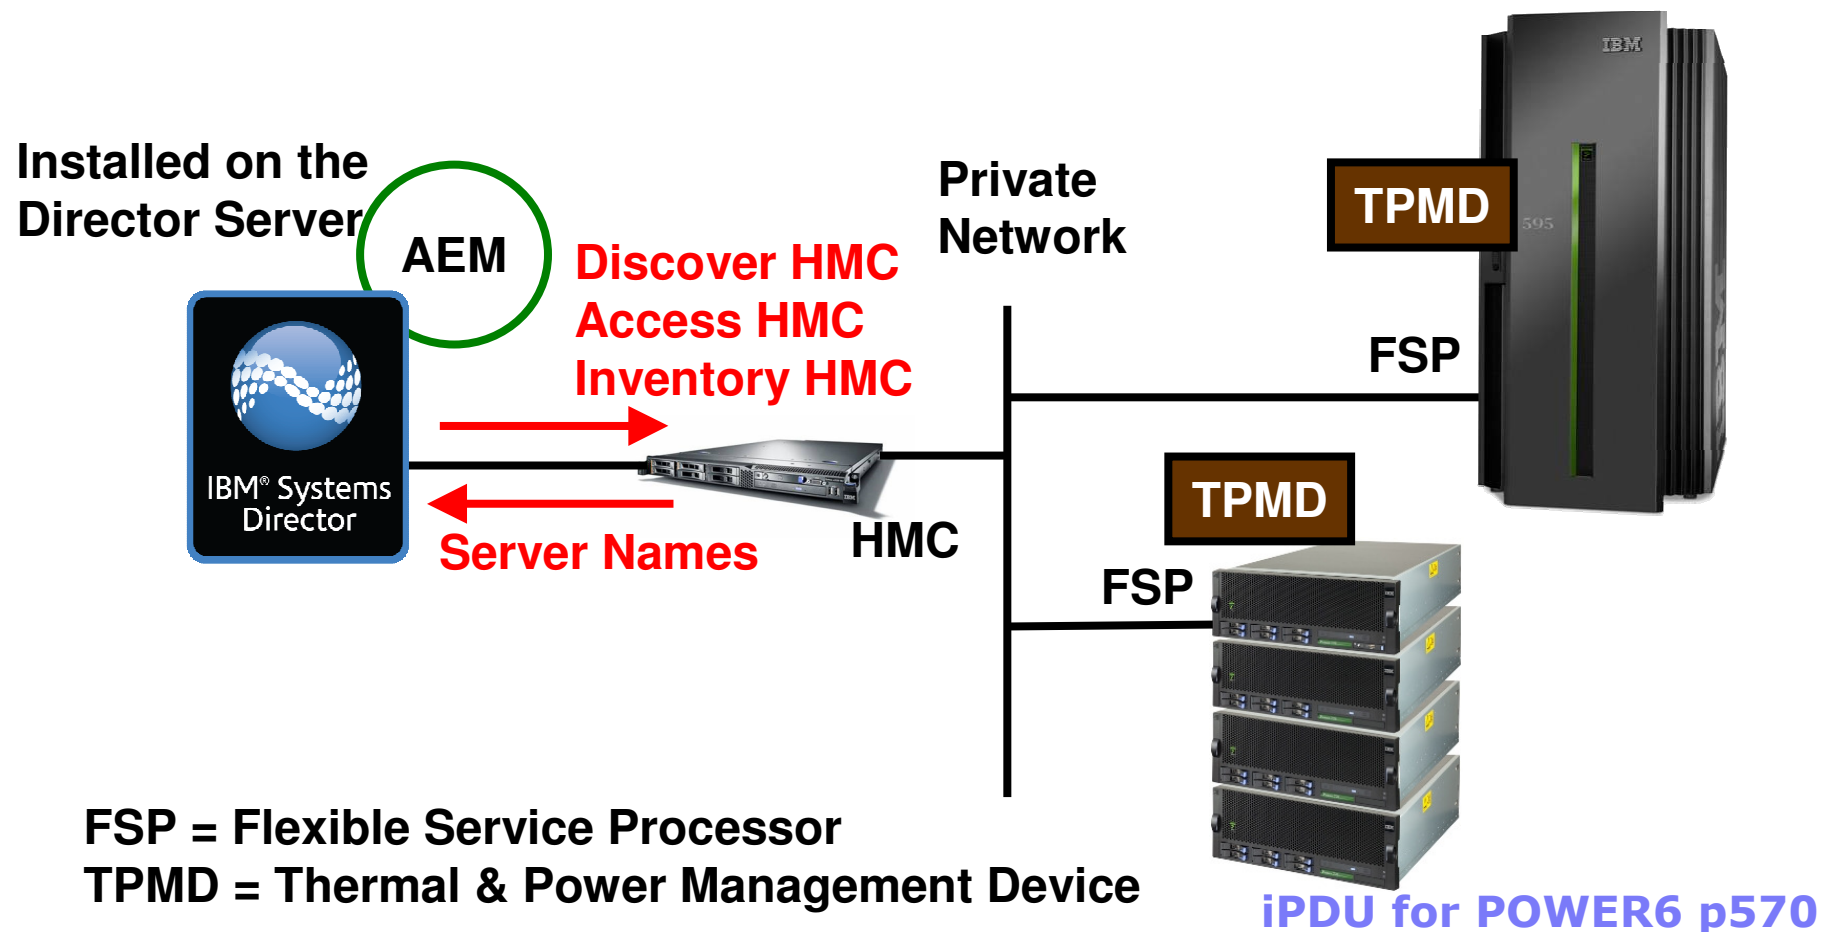 Installed on the
Director Server
AEM
Discover HMC
Access HMC
Inventory HMC
IBM® Systems
Director
Server Names
HMC
Private
Network
IBM
TPMD
595
FSP
TPMD
FSP
FSP = Flexible Service Processor
TPMD = Thermal & Power Management Device
iPDU for POWER6 p570